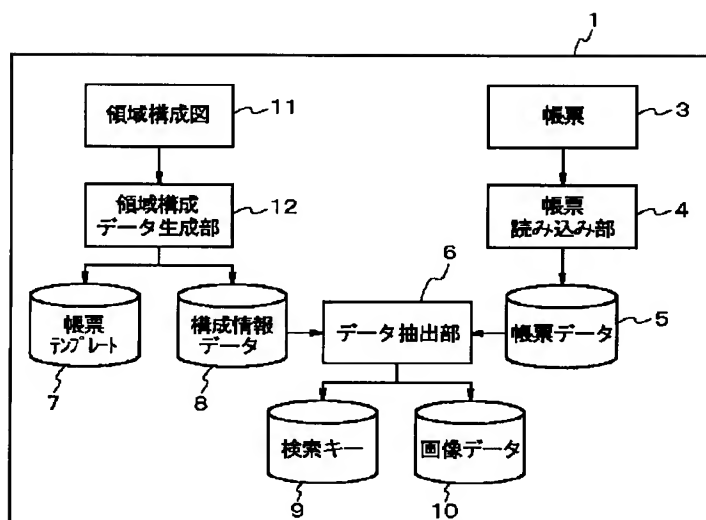 1
領域構成図
11
帳票
3
領域構成
データ生成部
12
帳票
読み込み部
4
6
帳票
テンプレート
7
構成情報
データ
8
データ抽出部
帳票データ
5
検索キー
9
画像データ
10